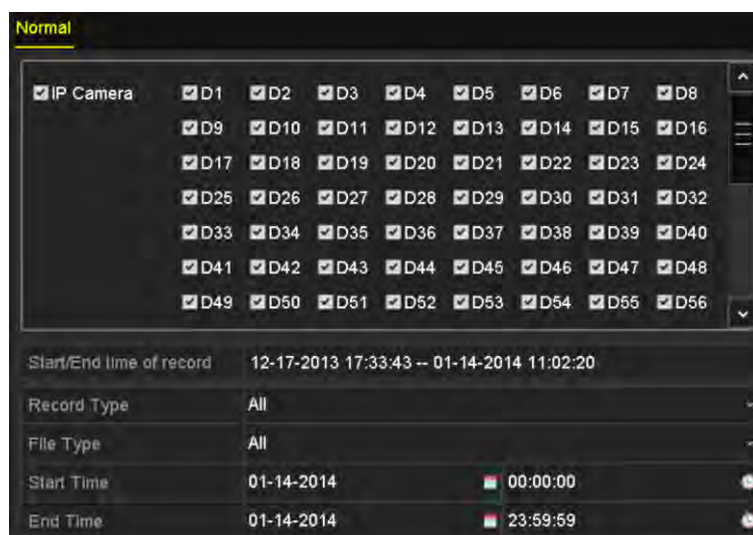 Normal
IP Camera D1 D2 D3 D4 D5 D6 D7 D8
D9 D10 D11 D12 D13 D14 D15 D16
D17 D18 D19 D20 D21 D22 D23 D24
D25 D26 D27 D28 D29 D30 D31 D32
D33 D34 D35 D36 D37 D38 D39 D40
D41 D42 D43 D44 D45 D46 D47 D48
D49 D50 D51 D52 D53 D54 D55 D56
Start/End time of record 12-17-2013 17:33:43 -- 01-14-2014 11:02:20
Record Type All
File Type All
Start Time 01-14-2014 00:00:00
End Time 01-14-2014 23:59:59